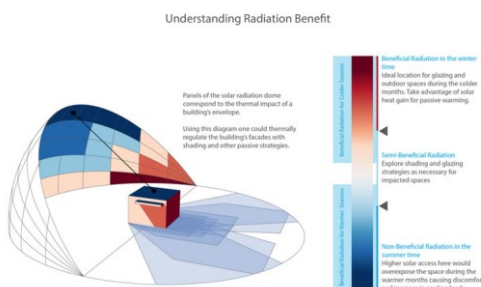 Understanding Radiation Benefit
Panels of the solar radiation dome
correspond to the thermal impact of a
building's envelope.
Using this diagram one could thermally
regulate the building's facades with
shading and other passive strategies.
Beneficial Radiation for Colder Seasons
Beneficial Radiation for Warmer Seasons
Beneficial Radiation in the winter
time
Ideal location for glazing and
outdoor spaces during the colder
months. Take advantage of solar
heat gain for passive warming.
Semi-Beneficial Radiation
Explore shading and glazing
strategies as necessary for
impacted spaces
Non-Beneficial Radiation in the
summer time
Higher solar access here would
overexpose the space during the
warmer months causing discomfor